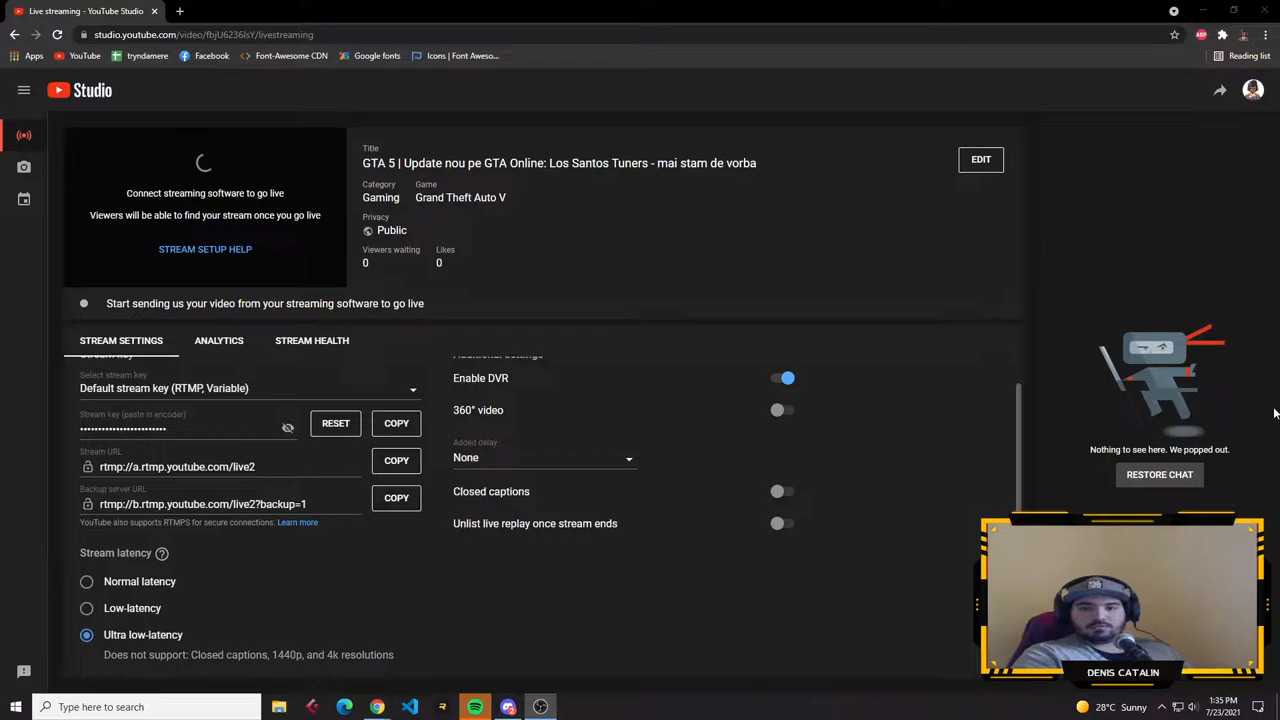 Live streaming - YouTube Studio
studio.youtube.com/video/fbjU6236lsY/livestreaming
Apps YouTube tryndamere Facebook Font-Awesome CDN Google fonts Icons | Font Aweso... Reading list
Studio
Connect streaming software to go live
Viewers will be able to find your stream once you go live
STREAM SETUP HELP
Title
GTA 5 | Update nou pe GTA Online: Los Santos Tuners - mai stam de vorba
EDIT
Category Game
Gaming Grand Theft Auto V
Privacy
Public
Viewers waiting Likes
0 0
Start sending us your video from your streaming software to go live
STREAM SETTINGS ANALYTICS STREAM HEALTH
Stream key
Select stream key
Default stream key (RTMP, Variable)
Stream key (paste in encoder)
••••••••••••••••••••••••
RESET COPY
Stream URL
rtmp://a.rtmp.youtube.com/live2
COPY
Backup server URL
rtmp://b.rtmp.youtube.com/live2?backup=1
COPY
YouTube also supports RTMPS for secure connections. Learn more
Stream latency
Normal latency
Low-latency
Ultra low-latency
Does not support: Closed captions, 1440p, and 4k resolutions
Additional settings
Enable DVR
360° video
Added delay
None
Closed captions
Unlist live replay once stream ends
Nothing to see here. We popped out.
RESTORE CHAT
DENIS CATALIN
Type here to search
28°C Sunny
1:35 PM
7/23/2021